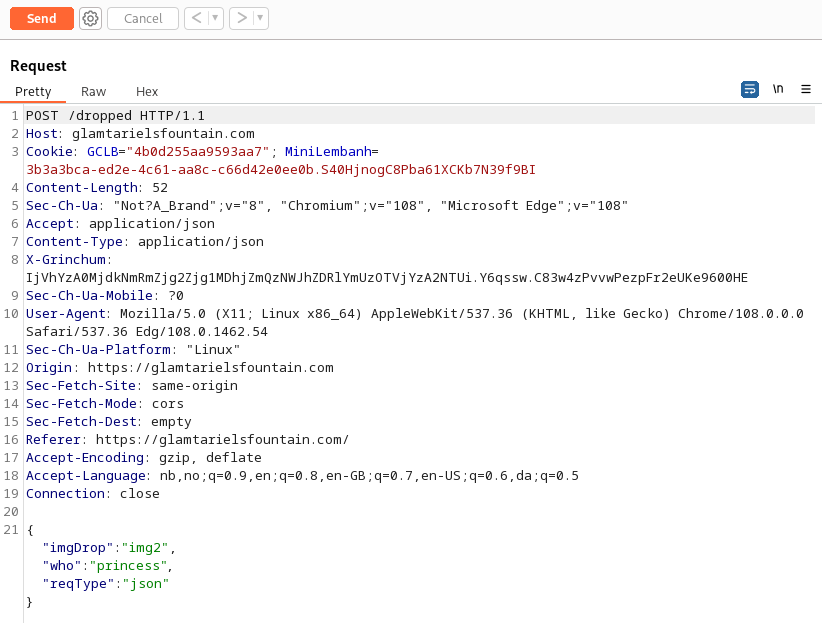 Send Cancel < ▼ > ▼
Request
Pretty Raw Hex \n ≡
1 POST /dropped HTTP/1.1
2 Host: glamtarielsfountain.com
3 Cookie: GCLB="4b0d255aa9593aa7"; MiniLembanh=
3b3a3bca-ed2e-4c61-aa8c-c66d42e0ee0b.S40HjnogC8Pba61XCKb7N39f9BI
4 Content-Length: 52
5 Sec-Ch-Ua: "Not?A_Brand";v="8", "Chromium";v="108", "Microsoft Edge";v="108"
6 Accept: application/json
7 Content-Type: application/json
8 X-Grinchum:
IjVhYzA0MjdkNmRmZjg2Zjg1MDhjZmQzNWJhZDRlYmUzOTVjYzA2NTUi.Y6qssw.C83w4zPvvwPezpFr2eUKe9600HE
9 Sec-Ch-Ua-Mobile: ?0
10 User-Agent: Mozilla/5.0 (X11; Linux x86_64) AppleWebKit/537.36 (KHTML, like Gecko) Chrome/108.0.0.0
Safari/537.36 Edg/108.0.1462.54
11 Sec-Ch-Ua-Platform: "Linux"
12 Origin: https://glamtarielsfountain.com
13 Sec-Fetch-Site: same-origin
14 Sec-Fetch-Mode: cors
15 Sec-Fetch-Dest: empty
16 Referer: https://glamtarielsfountain.com/
17 Accept-Encoding: gzip, deflate
18 Accept-Language: nb,no;q=0.9,en;q=0.8,en-GB;q=0.7,en-US;q=0.6,da;q=0.5
19 Connection: close
20
21 {
"imgDrop":"img2",
"who":"princess",
"reqType":"json"
}